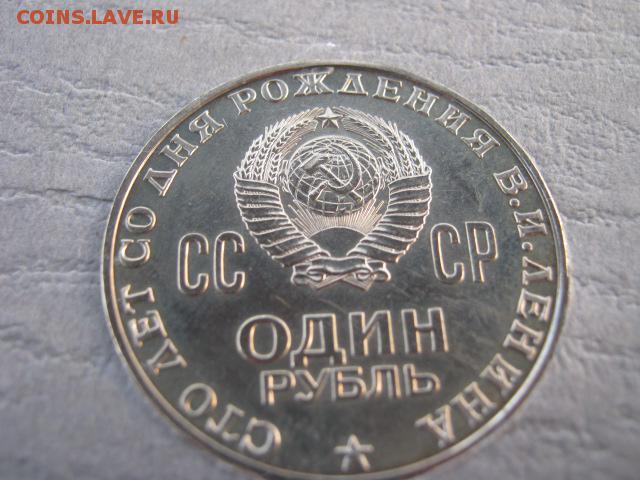 COINS.LAVE.RU
СТО ЛЕТ СО ДНЯ РОЖДЕНИЯ В.И.ЛЕНИНА
СС СР
ОДИН
РУБЛЬ